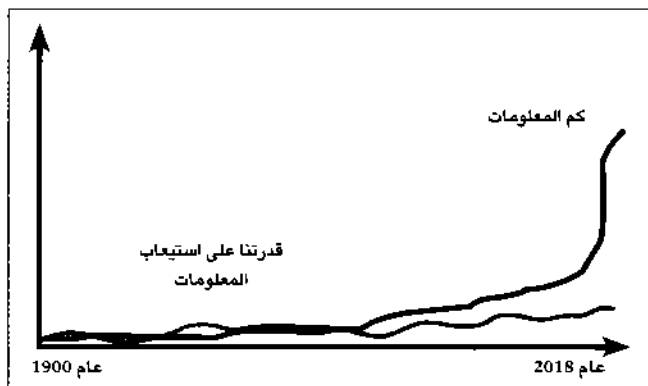 كم المعلومات
قدرتنا على استيعاب
المعلومات
عام 1900
عام 2018